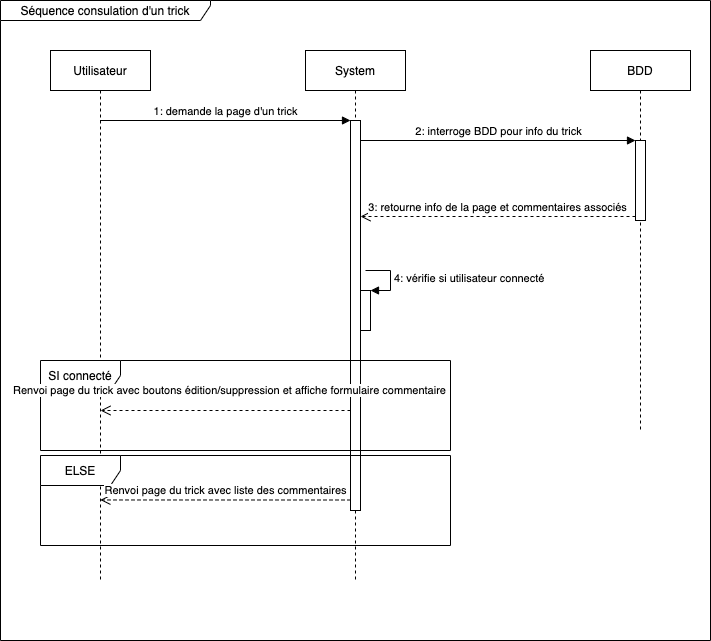 Séquence consulation d'un trick
Utilisateur
System
BDD
1: demande la page d'un trick
2: interroge BDD pour info du trick
3: retourne info de la page et commentaires associés
4: vérifie si utilisateur connecté
SI connecté
Renvoi page du trick avec boutons édition/suppression et affiche formulaire commentaire
ELSE
Renvoi page du trick avec liste des commentaires